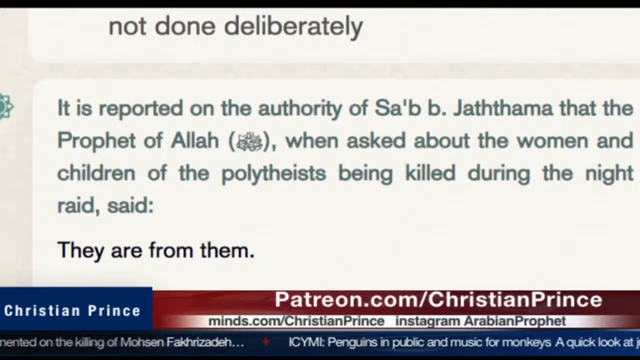 not done deliberately
It is reported on the authority of Sa'b b. Jaththama that the
Prophet of Allah (ﷺ), when asked about the women and
children of the polytheists being killed during the night
raid, said:
They are from them.
Christian Prince
Patreon.com/ChristianPrince
minds.com/ChristianPrince instagram ArabianProphet
mented on the killing of Mohsen Fakhrizadeh... ICYMI: Penguins in public and music for monkeys A quick look at